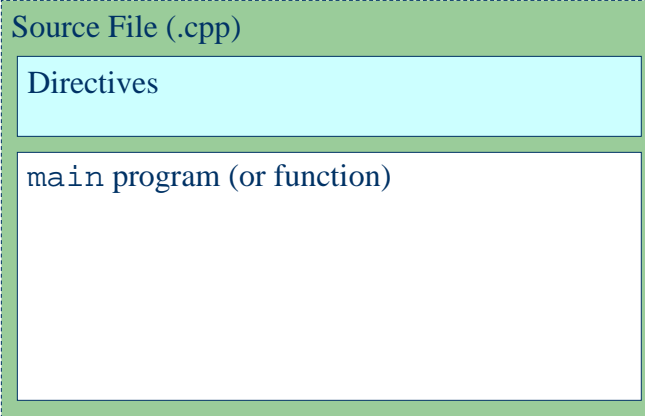 Source File (.cpp)
Directives
main program (or function)